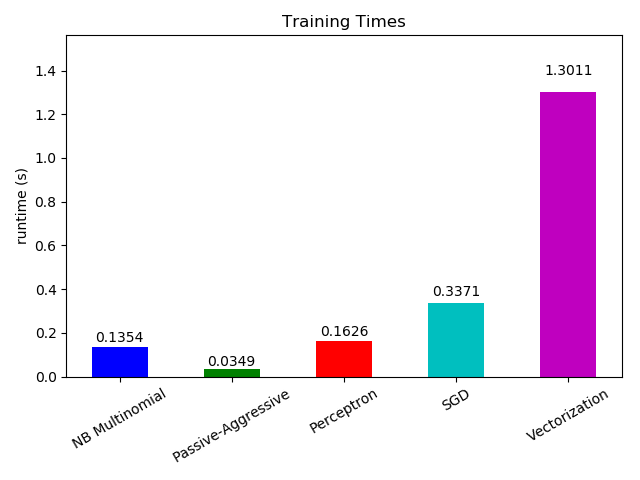 Training Times
runtime (s)
1.4
1.2
1.0
0.8
0.6
0.4
0.2
0.0
0.1354
0.0349
0.1626
0.3371
1.3011
NB Multinomial
Passive-Aggressive
Perceptron
SGD
Vectorization